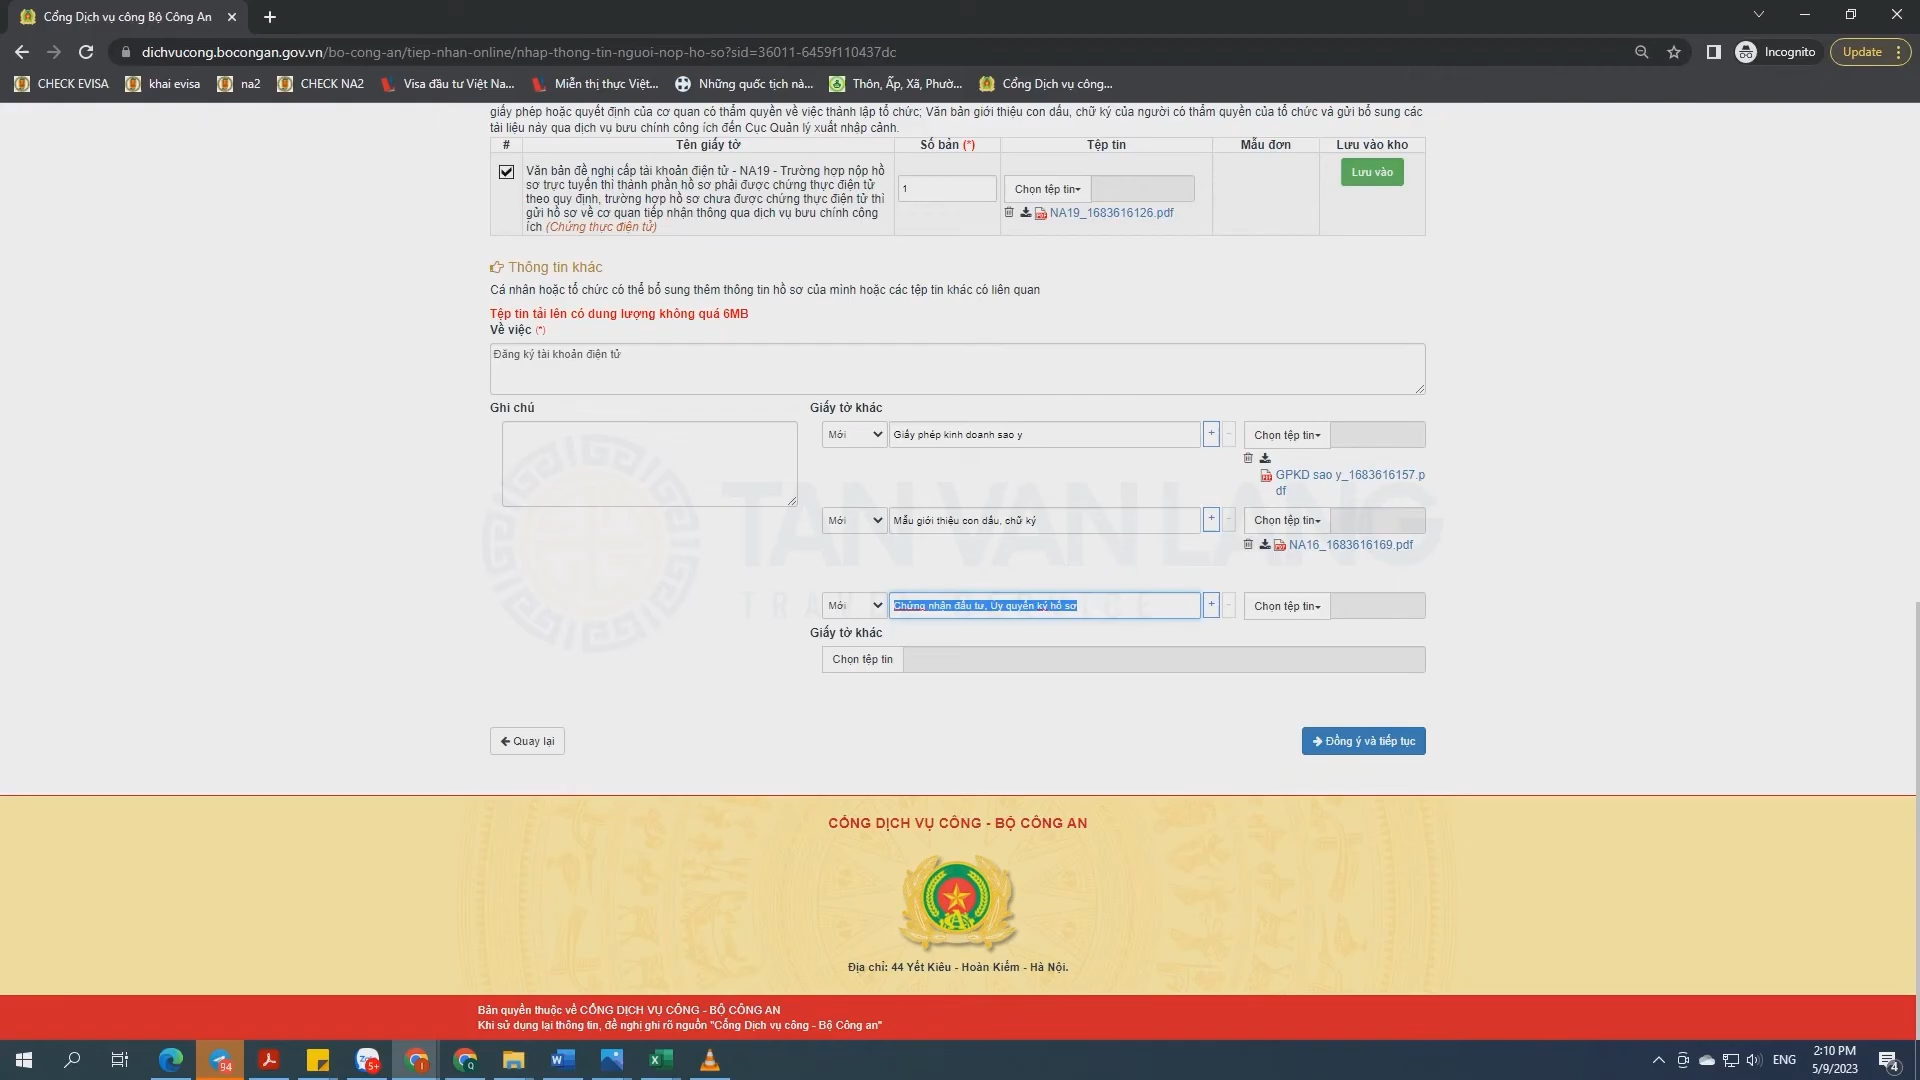 Cổng Dịch vụ công Bộ Công An
dichvucong.bocongan.gov.vn/bo-cong-an/tiep-nhan-online/nhap-thong-tin-nguoi-nop-ho-so?sid=36011-6459f110437dc
Incognito
Update
CHECK EVISA
khai evisa
na2
CHECK NA2
Visa đầu tư Việt Na...
Miễn thị thực Việt...
Những quốc tịch nà...
Thôn, Ấp, Xã, Phườ...
Cổng Dịch vụ công...
giấy phép hoặc quyết định của cơ quan có thẩm quyền về việc thành lập tổ chức; Văn bản giới thiệu con dấu, chữ ký của người có thẩm quyền của tổ chức và gửi bổ sung các
tài liệu này qua dịch vụ bưu chính công ích đến Cục Quản lý xuất nhập cảnh.
# Tên giấy tờ Số bản (*) Tệp tin Mẫu đơn Lưu vào kho
Văn bản đề nghị cấp tài khoản điện tử - NA19 - Trường hợp nộp hồ
sơ trực tuyến thì thành phần hồ sơ phải được chứng thực điện tử
theo quy định, trường hợp hồ sơ chưa được chứng thực điện tử thì
gửi hồ sơ về cơ quan tiếp nhận thông qua dịch vụ bưu chính công
ích (Chứng thực điện tử)
1
Chọn tệp tin
NA19_1683616126.pdf
Lưu vào
Thông tin khác
Cá nhân hoặc tổ chức có thể bổ sung thêm thông tin hồ sơ của mình hoặc các tệp tin khác có liên quan
Tệp tin tải lên có dung lượng không quá 6MB
Về việc (*)
Đăng ký tài khoản điện tử
Ghi chú
Giấy tờ khác
Mới Giấy phép kinh doanh sao y + - Chọn tệp tin
GPKD sao y_1683616157.p
df
Mới Mẫu giới thiệu con dấu, chữ ký + - Chọn tệp tin
NA16_1683616169.pdf
TAN VAN LANG
Mới Chứng nhận đầu tư, Ủy quyền ký hồ sơ + - Chọn tệp tin
Giấy tờ khác
Chọn tệp tin
Quay lại
Đồng ý và tiếp tục
CỔNG DỊCH VỤ CÔNG - BỘ CÔNG AN
Địa chỉ: 44 Yết Kiêu - Hoàn Kiếm - Hà Nội.
Bản quyền thuộc về CỔNG DỊCH VỤ CÔNG - BỘ CÔNG AN
Khi sử dụng lại thông tin, đề nghị ghi rõ nguồn "Cổng Dịch vụ công - Bộ Công an"
94
5+
ENG
2:10 PM
5/9/2023
4